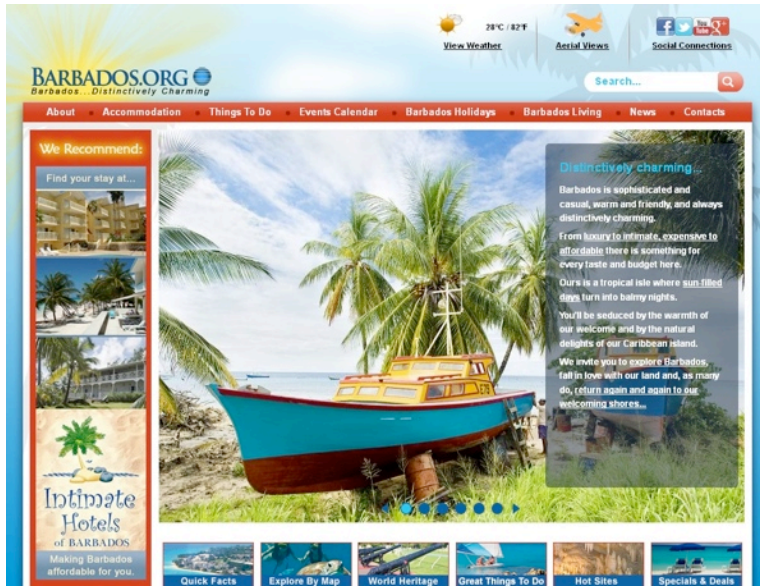 28°C / 82°F
View Weather
Aerial Views
You Tube
Social Connections
BARBADOS.ORG
Barbados...Distinctively Charming
Search...
About
Accommodation
Things To Do
Events Calendar
Barbados Holidays
Barbados Living
News
Contacts
We Recommend:
Find your stay at...
Intimate
Hotels
of BARBADOS
Making Barbados
affordable for you.
Distinctively charming...
Barbados is sophisticated and
casual, warm and friendly, and always
distinctively charming.
From luxury to intimate, expensive to
affordable there is something for
every taste and budget here.
Ours is a tropical isle where sun filled
days turn into balmy nights.
You'll be seduced by the warmth of
our welcome and by the natural
delights of our Caribbean island.
We invite you to explore Barbados,
fall in love with our land and, as many
do, return again and again to our
welcoming shores...
Quick Facts
Explore By Map
World Heritage
Great Things To Do
Hot Sites
Specials & Deals